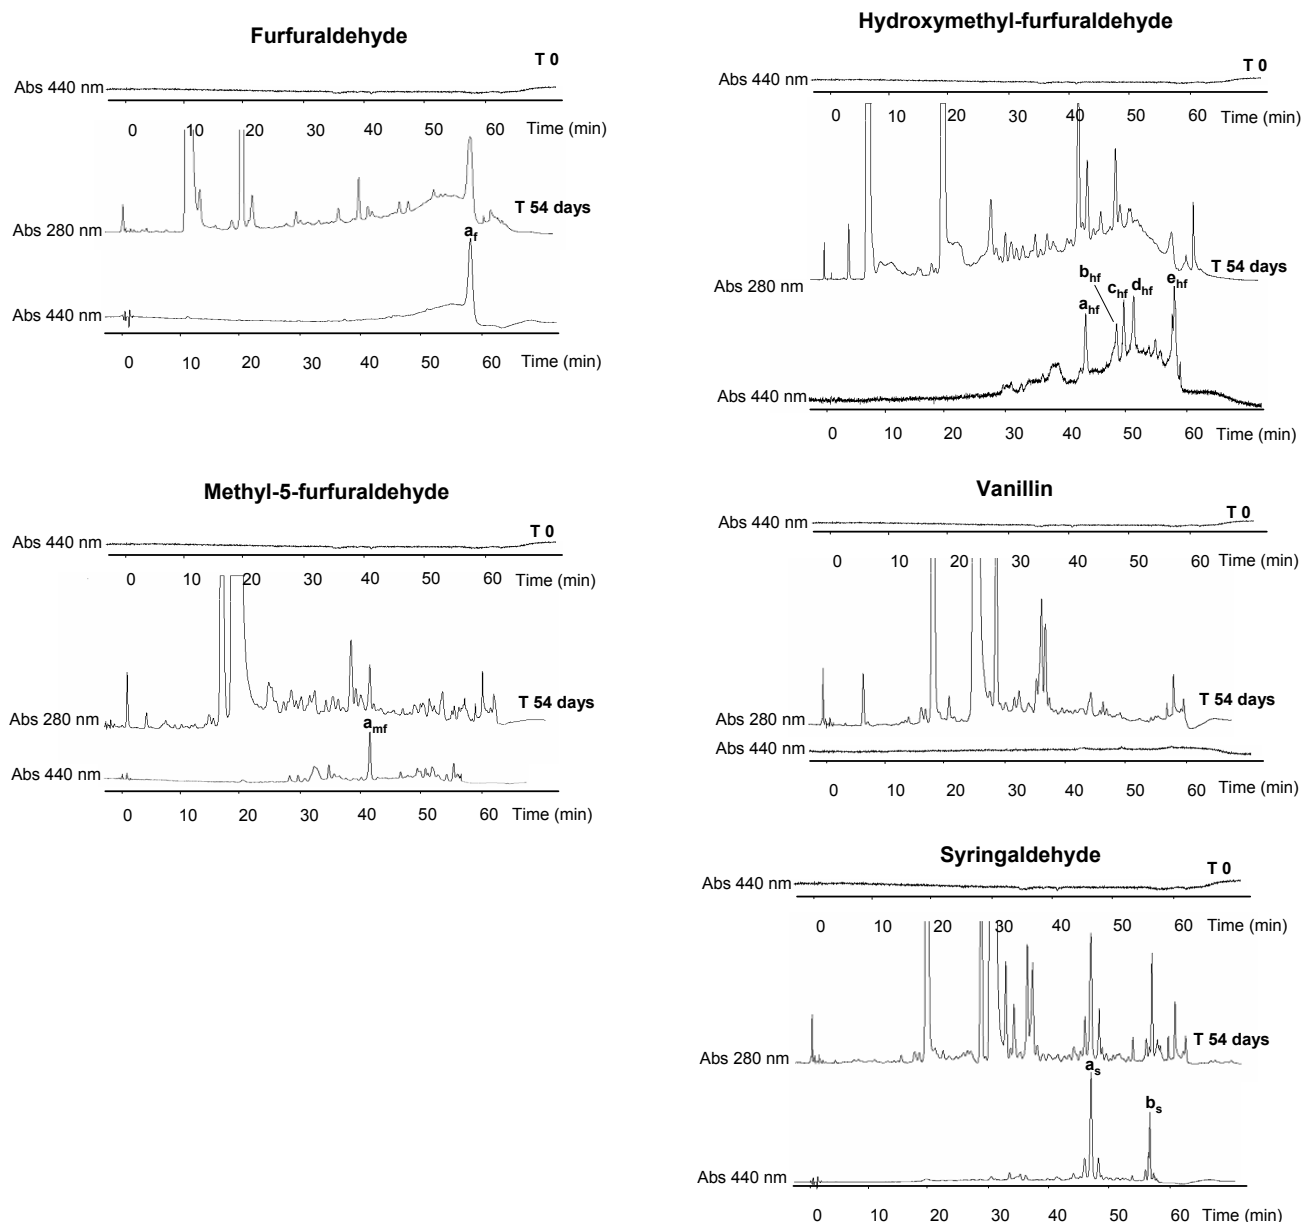 Furfuraldehyde
T 0
Abs 440 nm
0 10 20 30 40 50 60 Time (min)
T 54 days
Abs 280 nm
af
Abs 440 nm
0 10 20 30 40 50 60 Time (min)
Hydroxymethyl-furfuraldehyde
T 0
Abs 440 nm
0 10 20 30 40 50 60 Time (min)
T 54 days
Abs 280 nm
ahf bhf chf dhf ehf
Abs 440 nm
0 10 20 30 40 50 60 Time (min)
Methyl-5-furfuraldehyde
T 0
Abs 440 nm
0 10 20 30 40 50 60 Time (min)
T 54 days
Abs 280 nm
amf
Abs 440 nm
0 10 20 30 40 50 60 Time (min)
Vanillin
T 0
Abs 440 nm
0 10 20 30 40 50 60 Time (min)
T 54 days
Abs 280 nm
Abs 440 nm
0 10 20 30 40 50 60 Time (min)
Syringaldehyde
T 0
Abs 440 nm
0 10 20 30 40 50 60 Time (min)
T 54 days
Abs 280 nm
as
bs
Abs 440 nm
0 10 20 30 40 50 60 Time (min)